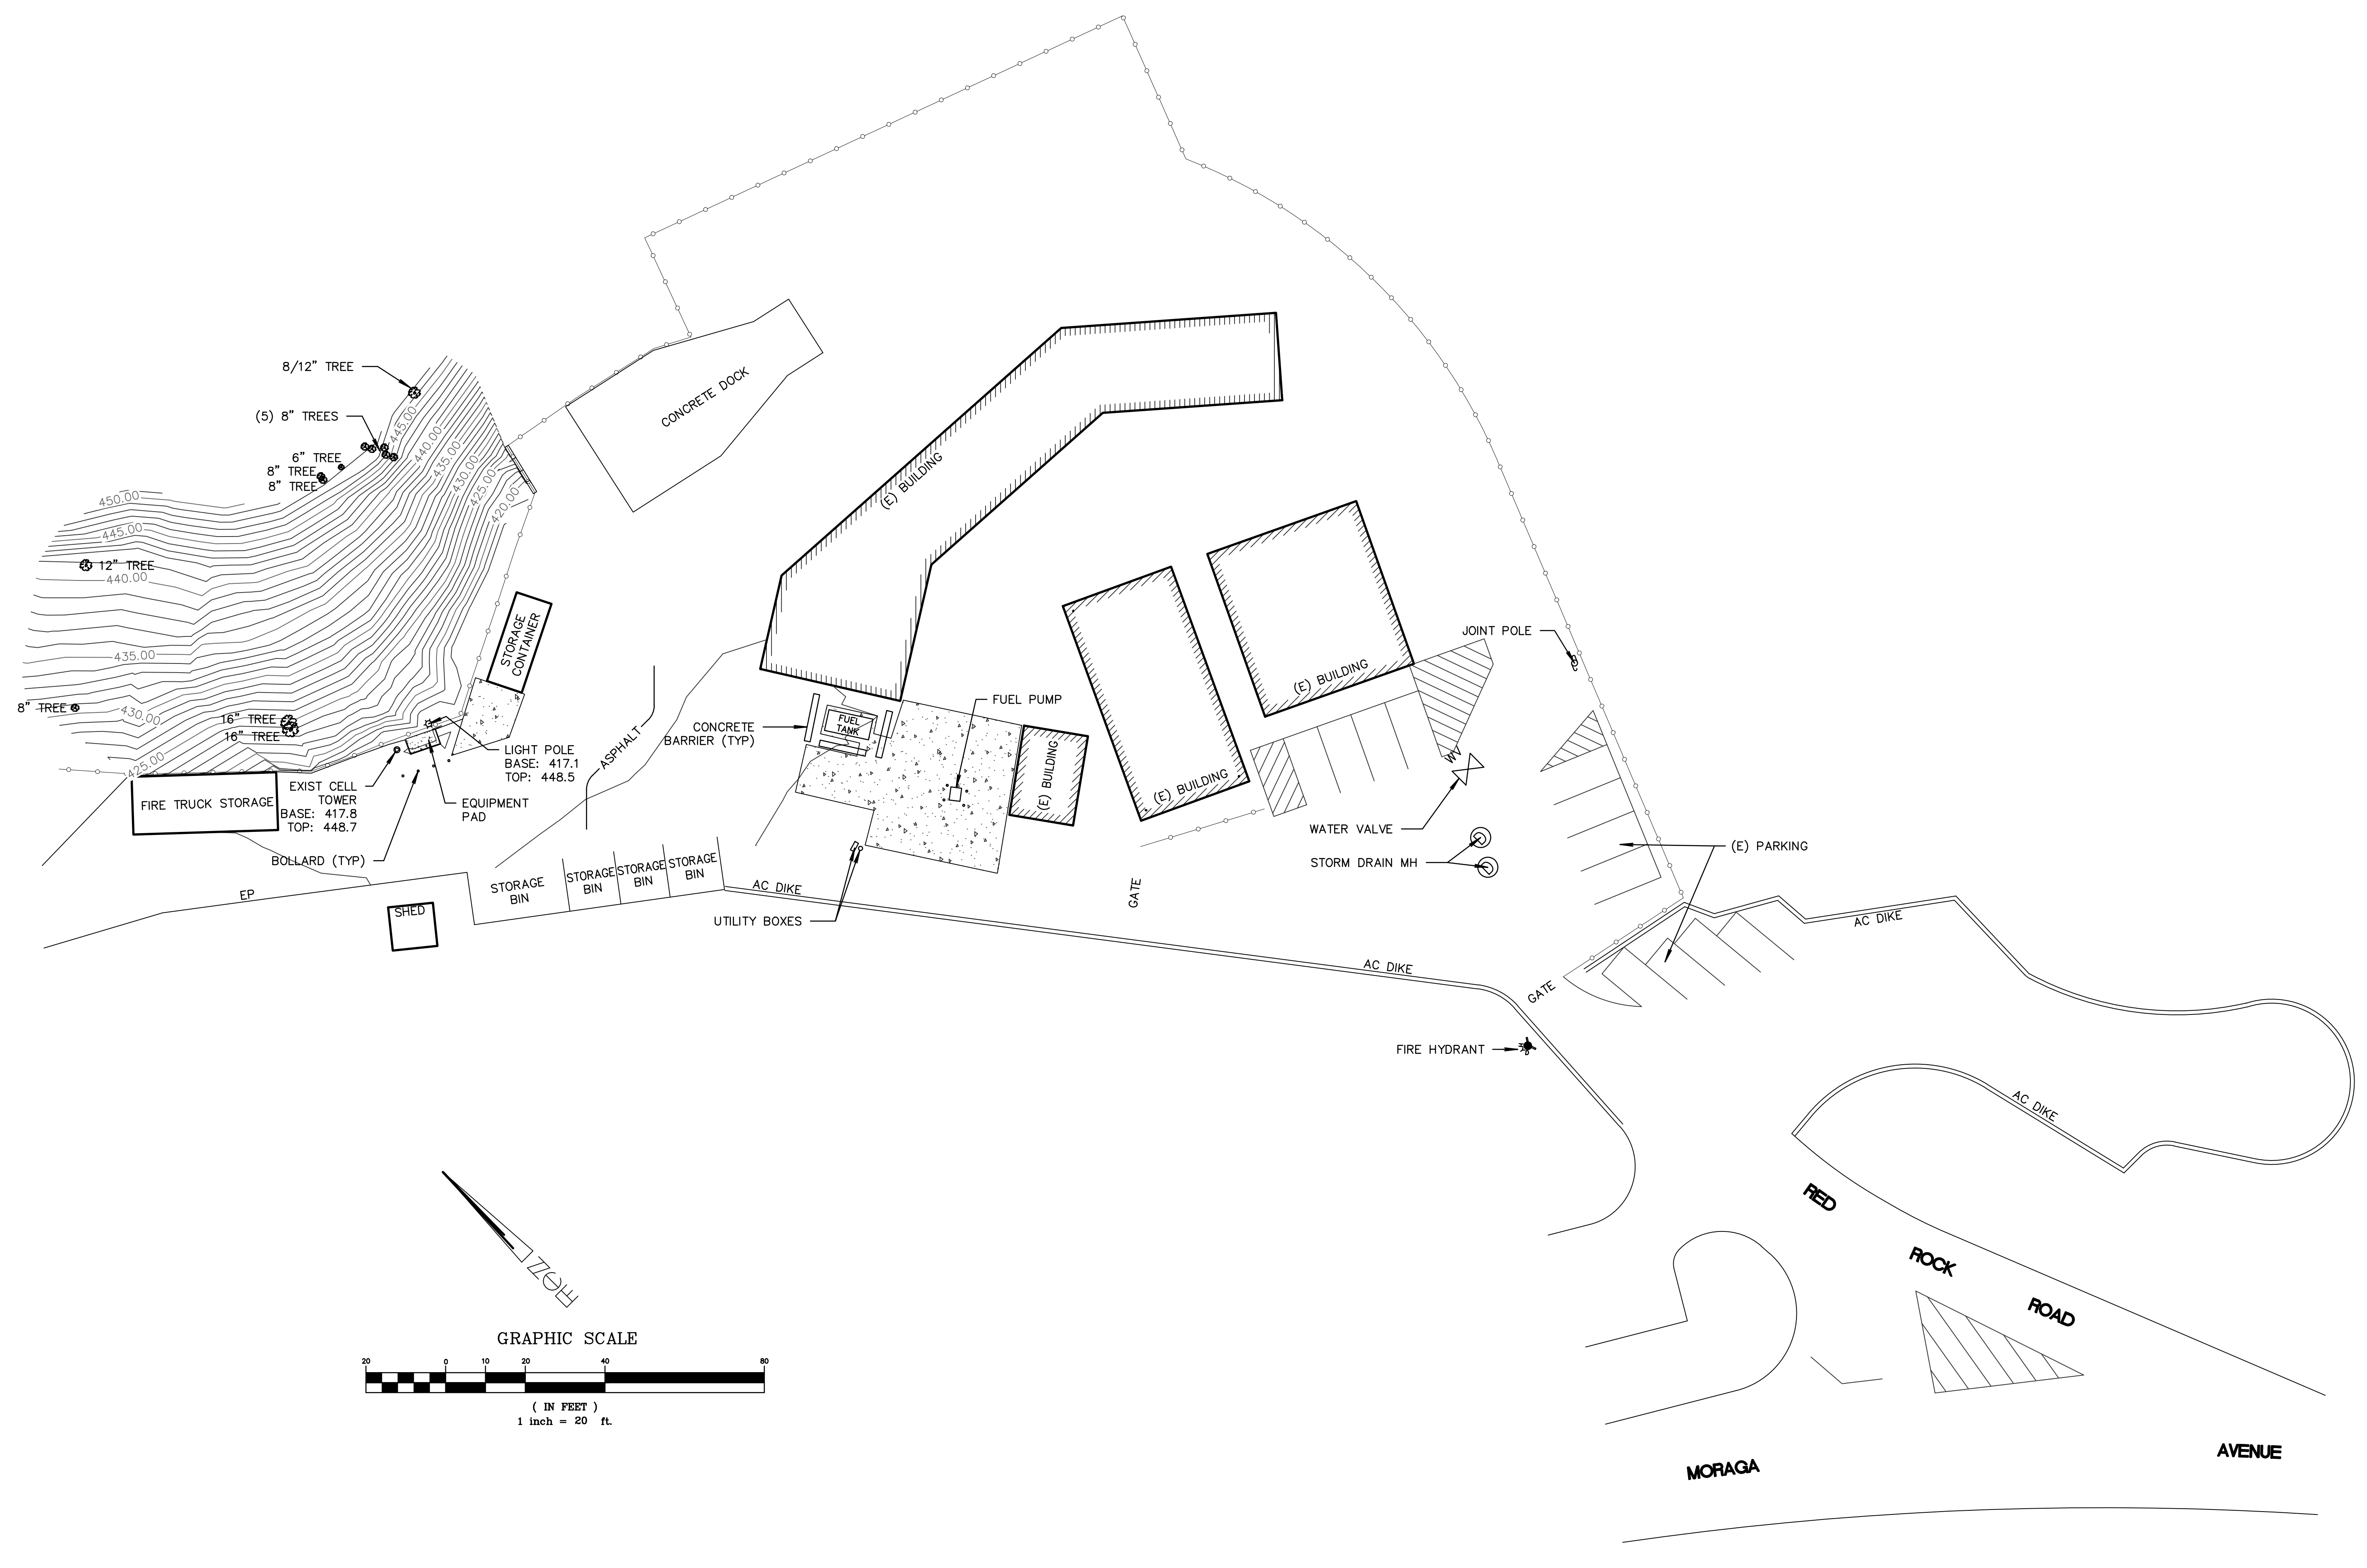 8/12" TREE
(5) 8" TREES
6" TREE
8" TREE
8" TREE
450.00
445.00
12" TREE
440.00
435.00
8" TREE
430.00
425.00
445.00
440.00
435.00
430.00
425.00
420.00
16" TREE
16" TREE
STORAGE
CONTAINER
CONCRETE DOCK
(E) BUILDING
FIRE TRUCK STORAGE
EXIST CELL
TOWER
BASE: 417.8
TOP: 448.7
BOLLARD (TYP)
LIGHT POLE
BASE: 417.1
TOP: 448.5
EQUIPMENT
PAD
ASPHALT
CONCRETE
BARRIER (TYP)
FUEL
TANK
FUEL PUMP
(E) BUILDING
(E) BUILDING
(E) BUILDING
JOINT POLE
WV
WATER VALVE
STORM DRAIN MH
(E) PARKING
EP
SHED
STORAGE
BIN
STORAGE
BIN
STORAGE
BIN
STORAGE
BIN
AC DIKE
UTILITY BOXES
GATE
AC DIKE
GATE
AC DIKE
FIRE HYDRANT
AC DIKE
RED
ROCK
ROAD
MORAGA
AVENUE
GRAPHIC SCALE
20 0 10 20 40 80
( IN FEET )
1 inch = 20 ft.